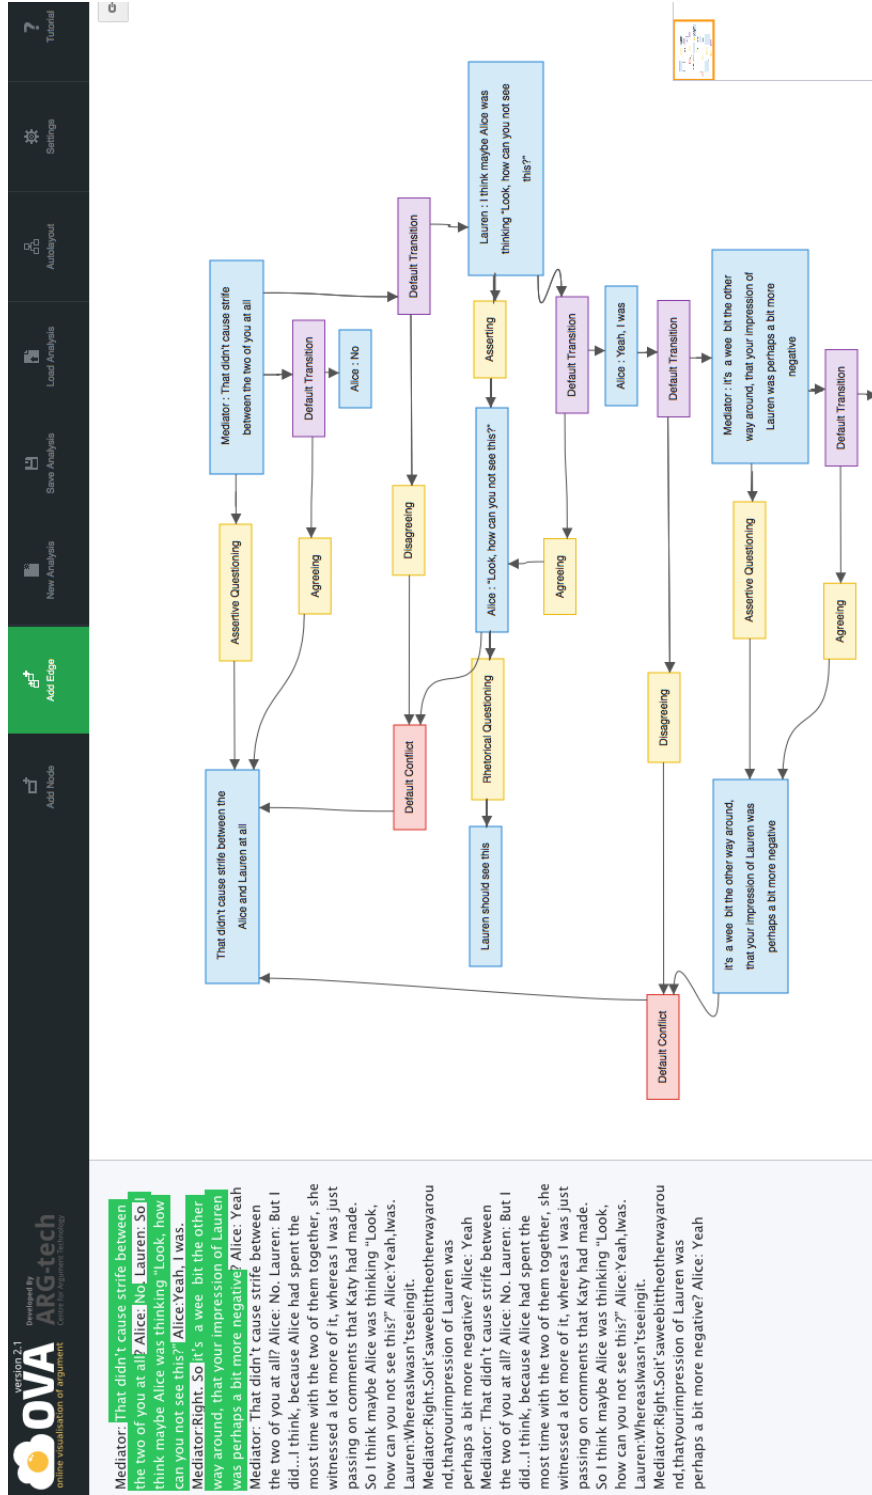 version 2.1
OVA
online visualisation of argument
Developed By
ARG-tech
Centre for Argument Technology
Add Node
Add Edge
New Analysis
Save Analysis
Load Analysis
Autolayout
Settings
Tutorial
Mediator: That didn't cause strife between
the two of you at all? Alice: No. Lauren: So I
think maybe Alice was thinking "Look, how
can you not see this?" Alice:Yeah, I was.
Mediator:Right. So it's a wee bit the other
way around, that your impression of Lauren
was perhaps a bit more negative? Alice: Yeah
Mediator: That didn't cause strife between
the two of you at all? Alice: No. Lauren: But I
did...I think, because Alice had spent the
most time with the two of them together, she
witnessed a lot more of it, whereas I was just
passing on comments that Katy had made.
So I think maybe Alice was thinking "Look,
how can you not see this?" Alice:Yeah,Iwas.
Lauren:WhereasIwasn'tseeingit.
Mediator:Right.Soit'saweebittheotherwayarou
nd,thatyourimpression of Lauren was
perhaps a bit more negative? Alice: Yeah
Mediator: That didn't cause strife between
the two of you at all? Alice: No. Lauren: But I
did...I think, because Alice had spent the
most time with the two of them together, she
witnessed a lot more of it, whereas I was just
passing on comments that Katy had made.
So I think maybe Alice was thinking "Look,
how can you not see this?" Alice:Yeah,Iwas.
Lauren:WhereasIwasn'tseeingit.
Mediator:Right.Soit'saweebittheotherwayarou
nd,thatyourimpression of Lauren was
perhaps a bit more negative? Alice: Yeah
That didn't cause strife between the
Alice and Lauren at all
Assertive Questioning
Mediator : That didn't cause strife
between the two of you at all
Agreeing
Default Transition
Alice : No
Default Conflict
Disagreeing
Default Transition
Lauren should see this
Rhetorical Questioning
Alice : "Look, how can you not see this?"
Asserting
Lauren : I think maybe Alice was
thinking "Look, how can you not see
this?"
Agreeing
Default Transition
Alice : Yeah, I was
Default Conflict
Disagreeing
Default Transition
it's a wee bit the other way around,
that your impression of Lauren was
perhaps a bit more negative
Assertive Questioning
Mediator : it's a wee bit the other
way around, that your impression of
Lauren was perhaps a bit more
negative
Agreeing
Default Transition